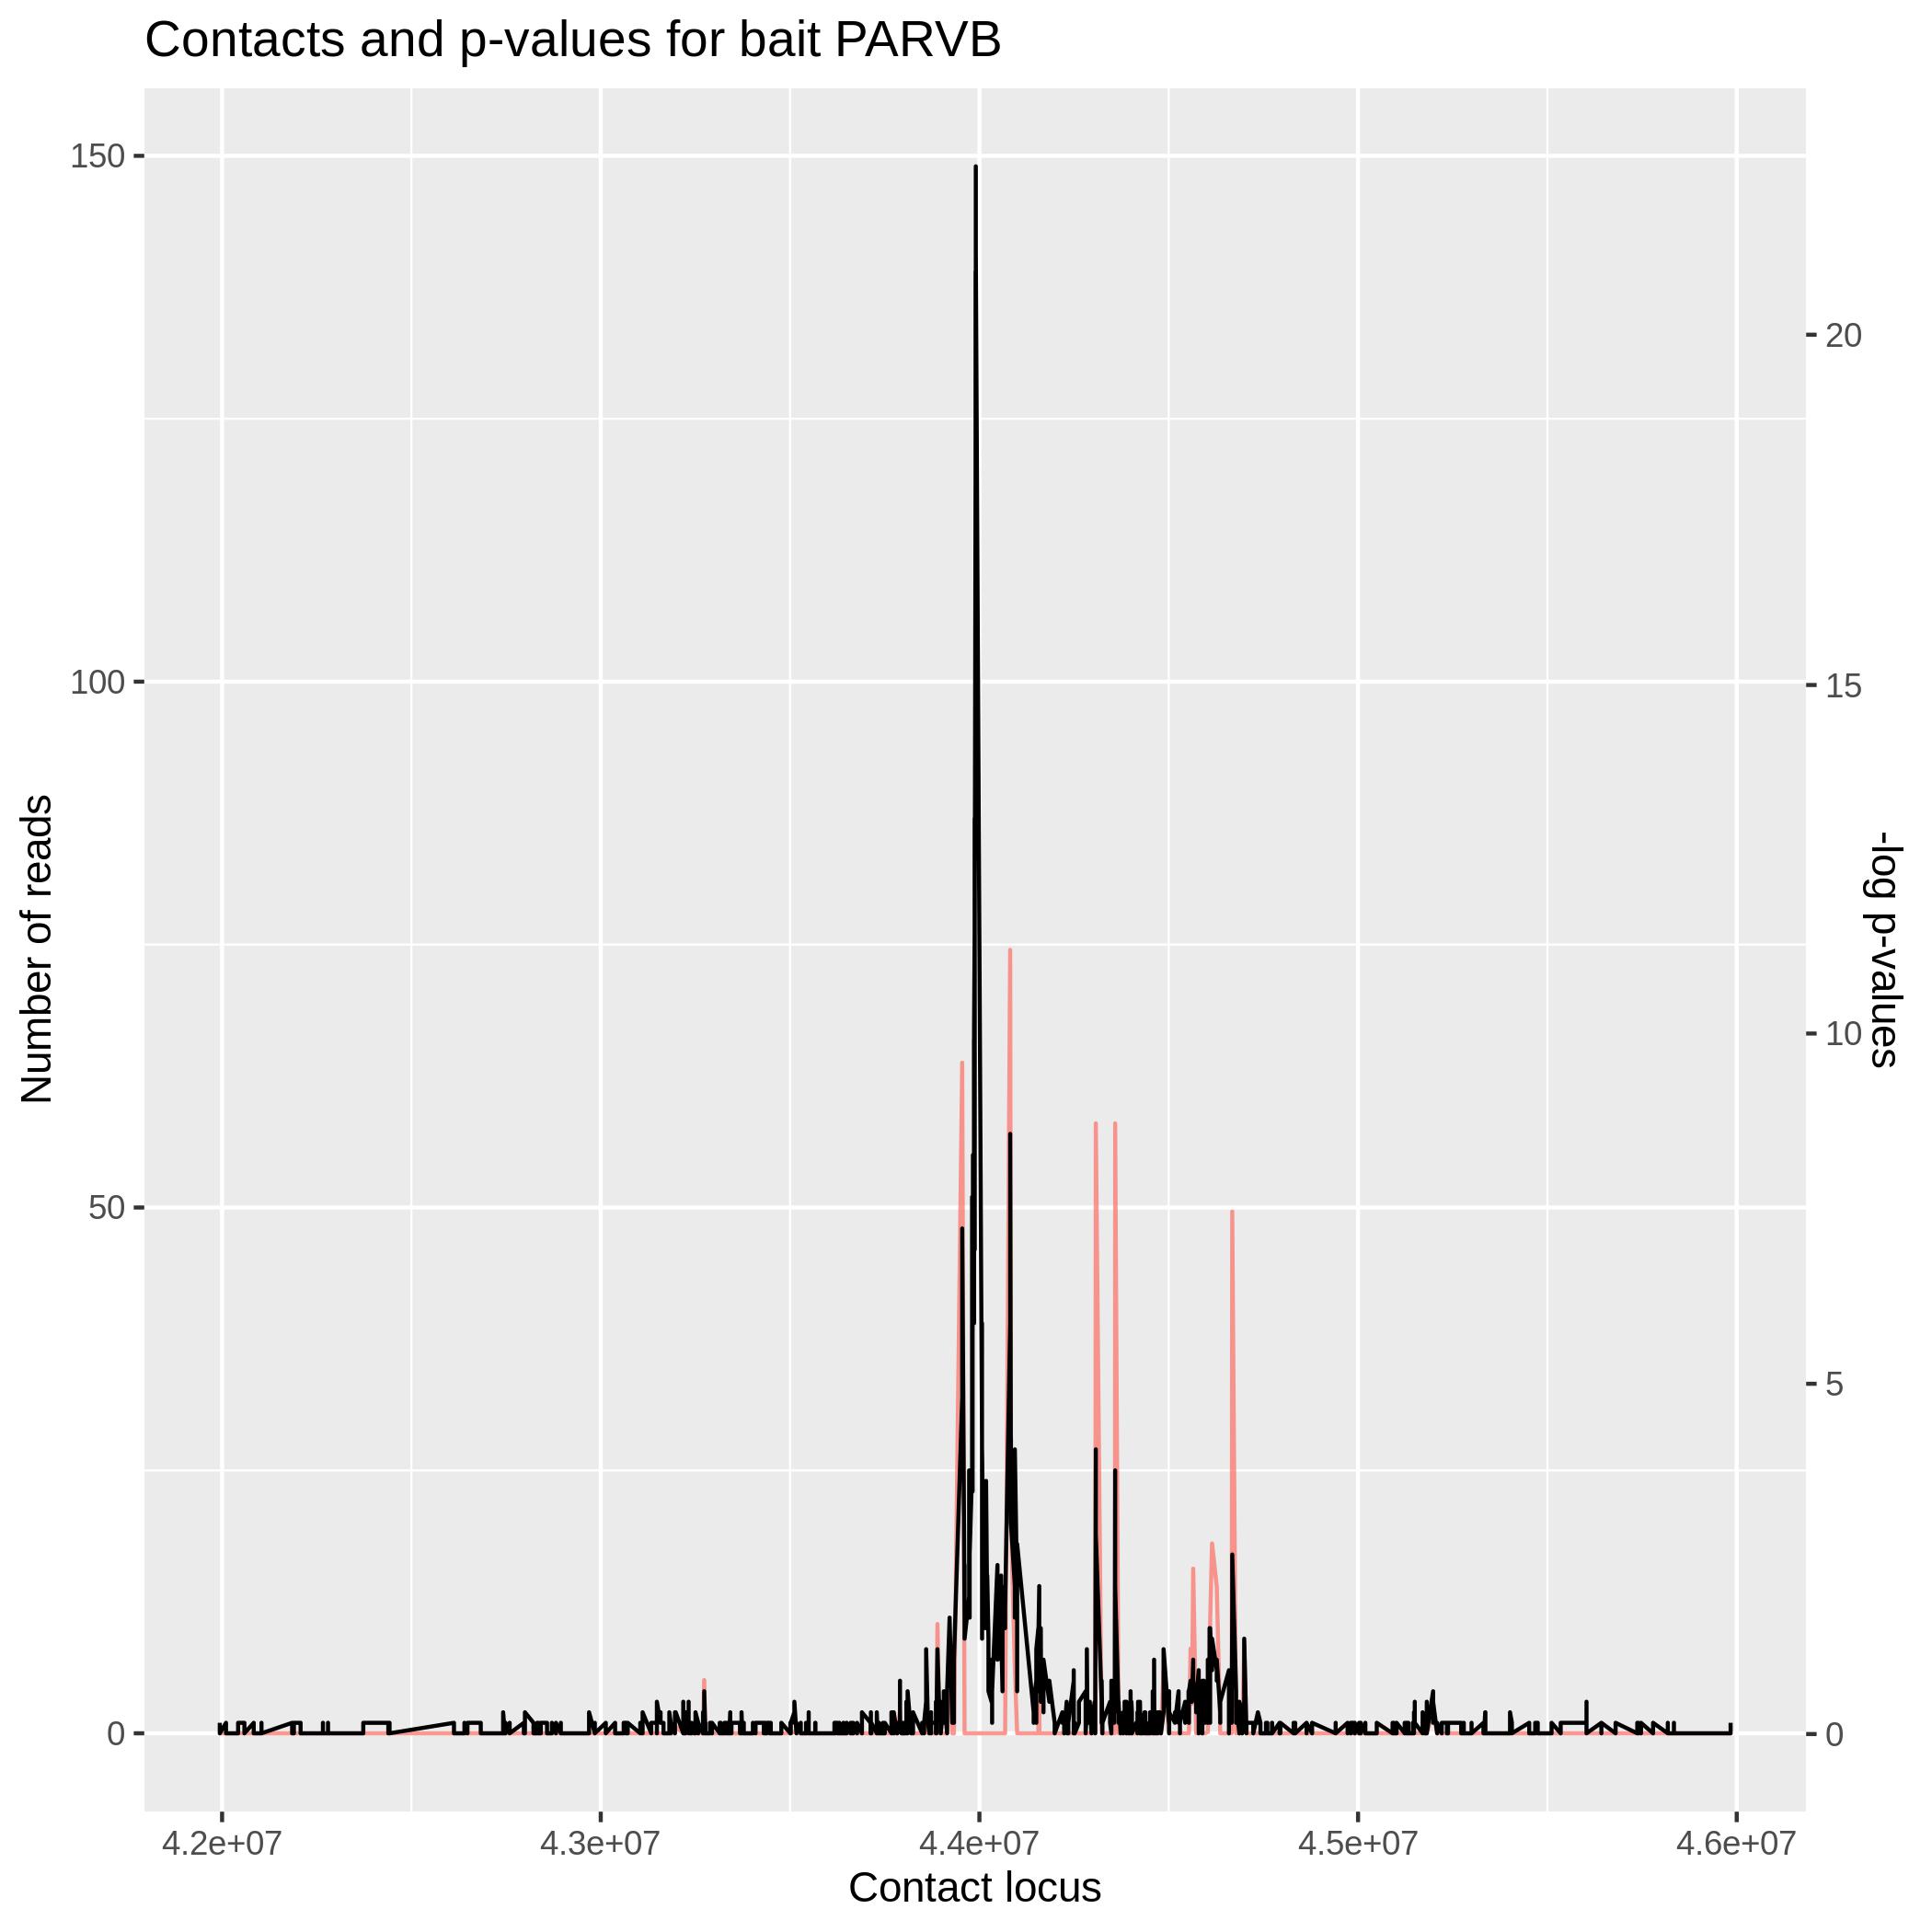 Contacts and p-values for bait PARVB
150
100
50
0
Number of reads
20
15
10
5
0
-log p-values
4.2e+07 4.3e+07 4.4e+07 4.5e+07 4.6e+07
Contact locus